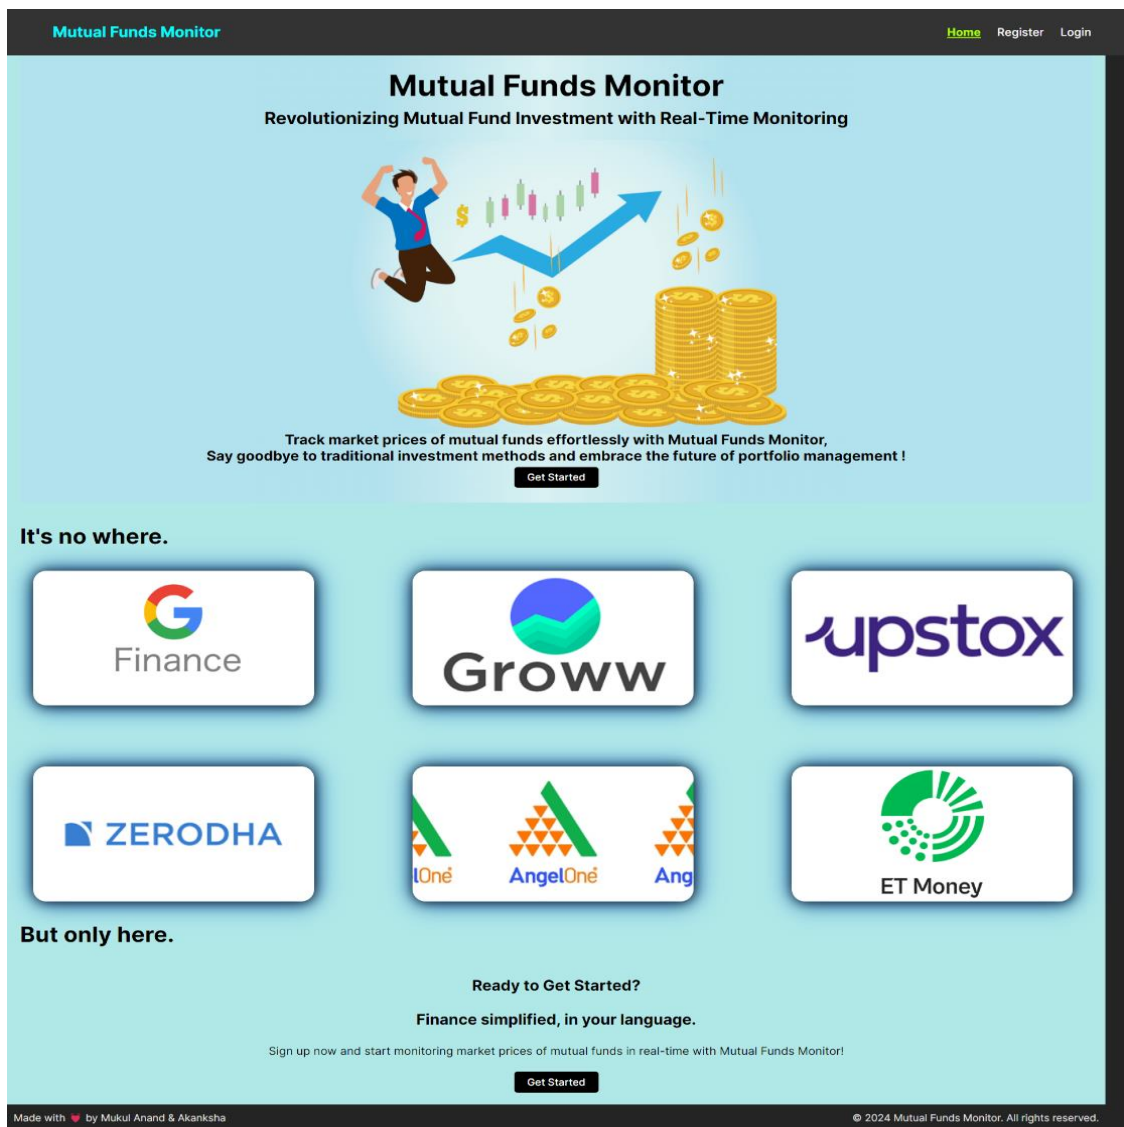 Mutual Funds Monitor
Home Register Login
Mutual Funds Monitor
Revolutionizing Mutual Fund Investment with Real-Time Monitoring
Track market prices of mutual funds effortlessly with Mutual Funds Monitor,
Say goodbye to traditional investment methods and embrace the future of portfolio management !
Get Started
It's no where.
Finance
Groww
upstox
ZERODHA
lOne AngelOne Ang
ET Money
But only here.
Ready to Get Started?
Finance simplified, in your language.
Sign up now and start monitoring market prices of mutual funds in real-time with Mutual Funds Monitor!
Get Started
Made with 💓 by Mukul Anand & Akanksha
© 2024 Mutual Funds Monitor. All rights reserved.